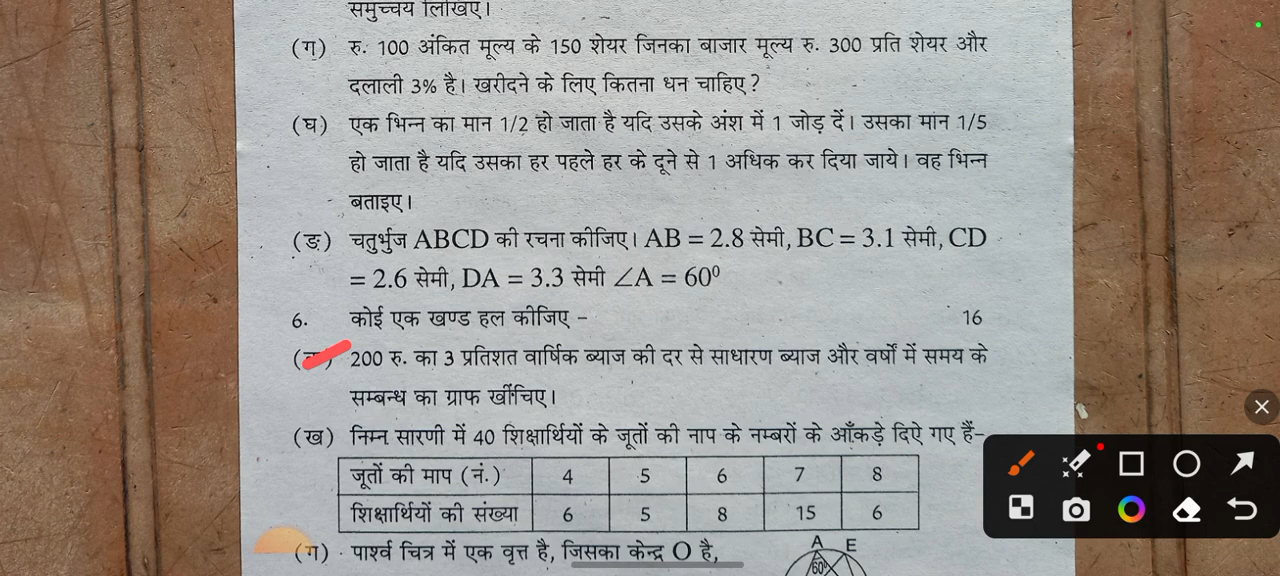 समुच्चय लिखिए।
(ग) रु. 100 अंकित मूल्य के 150 शेयर जिनका बाजार मूल्य रु. 300 प्रति शेयर और
दलाली 3% है। खरीदने के लिए कितना धन चाहिए?
(घ) एक भिन्न का मान 1/2 हो जाता है यदि उसके अंश में 1 जोड़ दें। उसका मान 1/5
हो जाता है यदि उसका हर पहले हर के दूने से 1 अधिक कर दिया जाये। वह भिन्न
बताइए।
(ङ) चतुर्भुज ABCD की रचना कीजिए। AB = 2.8 सेमी, BC = 3.1 सेमी, CD
= 2.6 सेमी, DA = 3.3 सेमी ∠A = 60⁰
6. कोई एक खण्ड हल कीजिए – 16
200 रु. का 3 प्रतिशत वार्षिक ब्याज की दर से साधारण ब्याज और वर्षों में समय के
सम्बन्ध का ग्राफ खींचिए।
(ख) निम्न सारणी में 40 शिक्षार्थियों के जूतों की नाप के नम्बरों के आँकड़े दिऐ गए हैं–
जूतों की माप (नं.) 4 5 6 7 8
शिक्षार्थियों की संख्या 6 5 8 15 6
(ग) पार्श्व चित्र में एक वृत्त है, जिसका केन्द्र O है,
A E
60⁰